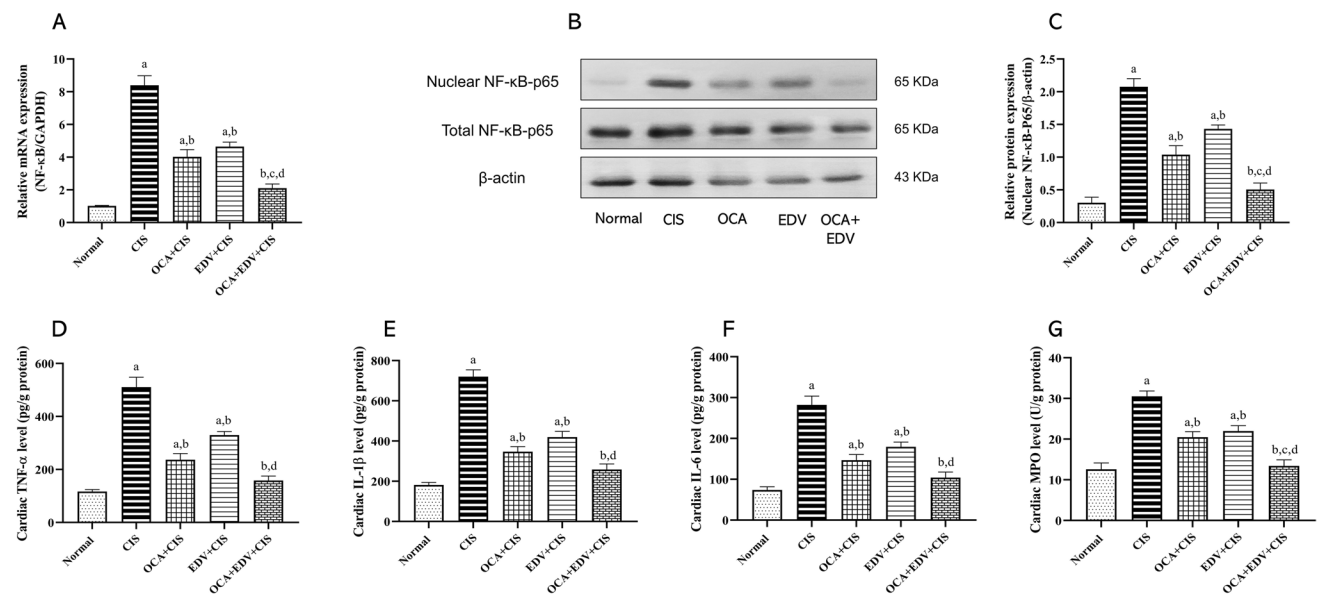 A
Relative mRNA expression
(NF-κB/GAPDH)
10
8
6
4
2
0
a
a,b
a,b
b,c,d
Normal
CIS
OCA+CIS
EDV+CIS
OCA+EDV+CIS
B
Nuclear NF-κB-p65
65 KDa
Total NF-κB-p65
65 KDa
β-actin
43 KDa
Normal
CIS
OCA
EDV
OCA+
EDV
C
Relative protein expression
(Nuclear NF-κB-P65/β-actin)
2.5
2.0
1.5
1.0
0.5
0.0
a
a,b
a,b
b,c,d
Normal
CIS
OCA+CIS
EDV+CIS
OCA+EDV+CIS
D
Cardiac TNF-α level (pg/g protein)
600
400
200
0
a
a,b
a,b
b,d
Normal
CIS
OCA+CIS
EDV+CIS
OCA+EDV+CIS
E
Cardiac IL-1β level (pg/g protein)
800
600
400
200
0
a
a,b
a,b
b,d
Normal
CIS
OCA+CIS
EDV+CIS
OCA+EDV+CIS
F
Cardiac IL-6 level (pg/g protein)
400
300
200
100
0
a
a,b
a,b
b,d
Normal
CIS
OCA+CIS
EDV+CIS
OCA+EDV+CIS
G
Cardiac MPO level (U/g protein)
40
30
20
10
0
a
a,b
a,b
b,c,d
Normal
CIS
OCA+CIS
EDV+CIS
OCA+EDV+CIS